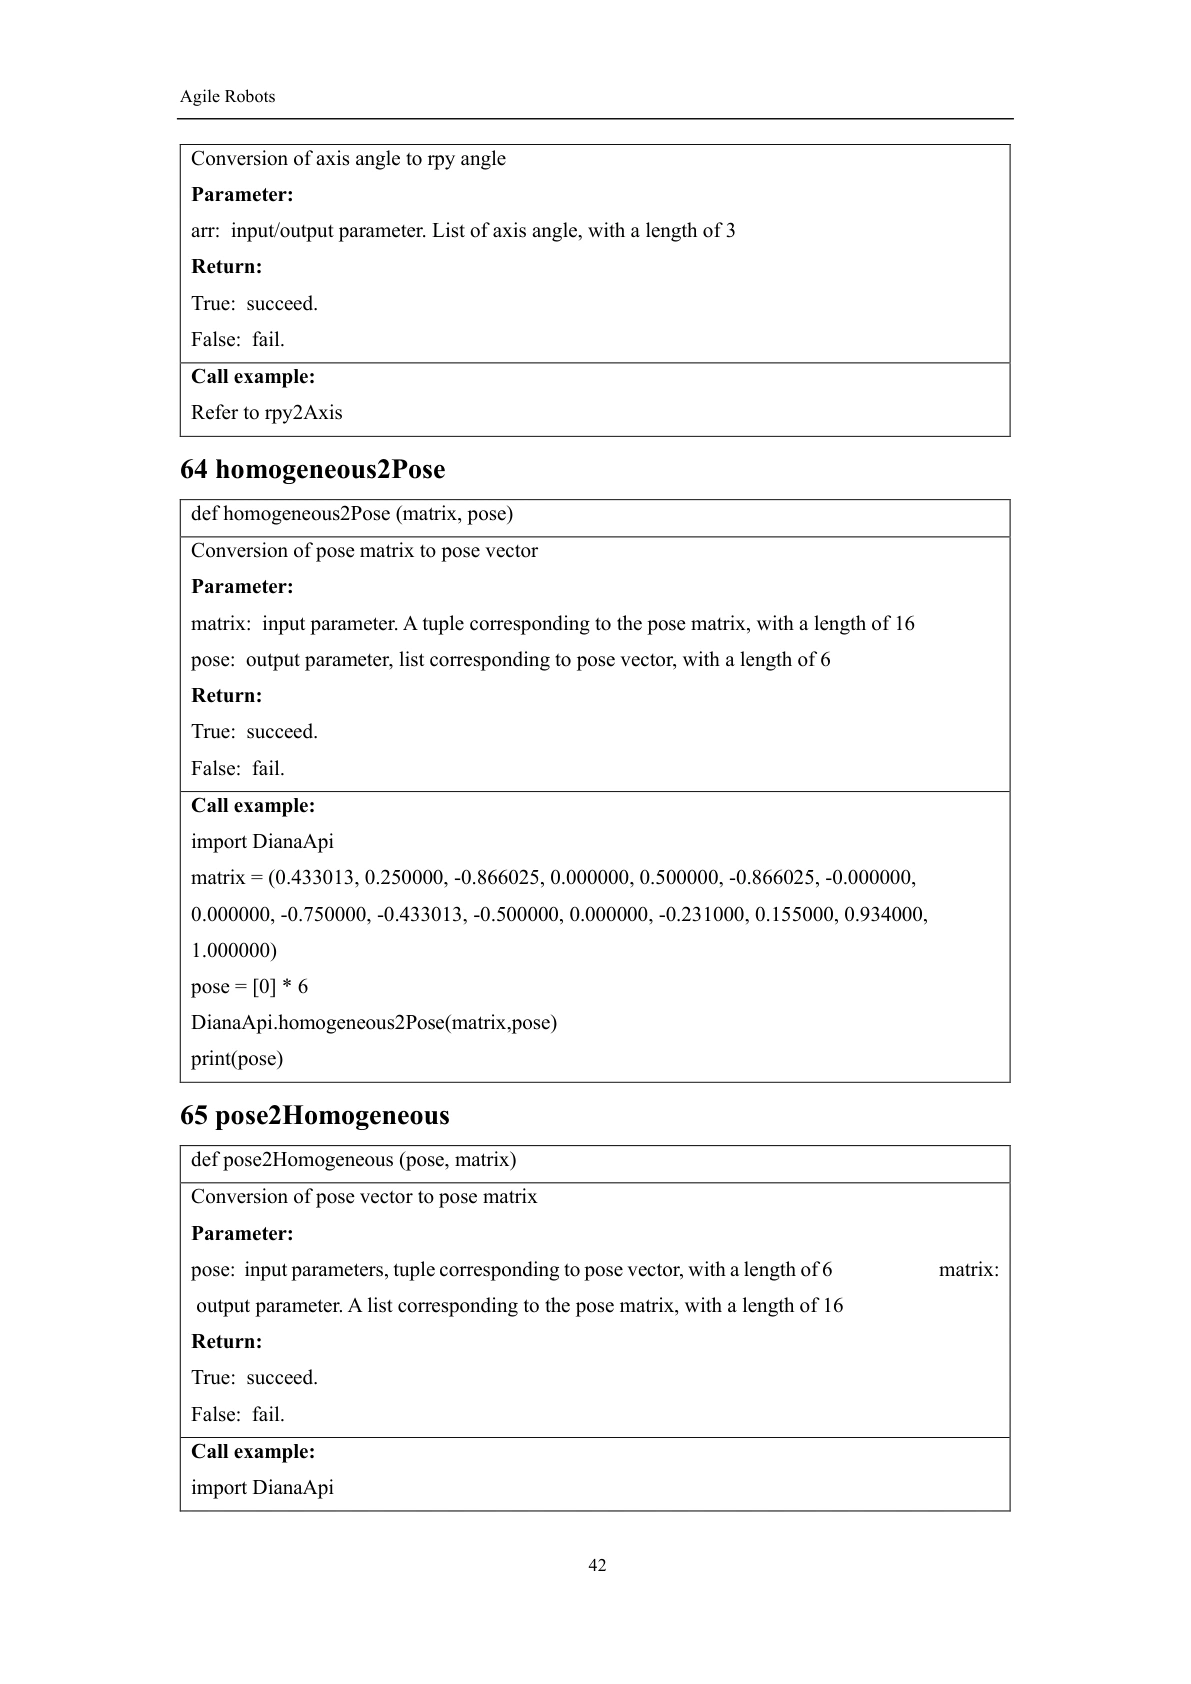 Agile Robots
Conversion of axis angle to rpy angle
Parameter:
arr:  input/output parameter. List of axis angle, with a length of 3
Return:
True:  succeed.
False:  fail.
Call example:
Refer to rpy2Axis
64 homogeneous2Pose
def homogeneous2Pose (matrix, pose)
Conversion of pose matrix to pose vector
Parameter:
matrix:  input parameter. A tuple corresponding to the pose matrix, with a length of 16
pose:  output parameter, list corresponding to pose vector, with a length of 6
Return:
True:  succeed.
False:  fail.
Call example:
import DianaApi
matrix = (0.433013, 0.250000, -0.866025, 0.000000, 0.500000, -0.866025, -0.000000,
0.000000, -0.750000, -0.433013, -0.500000, 0.000000, -0.231000, 0.155000, 0.934000,
1.000000)
pose = [0] * 6
DianaApi.homogeneous2Pose(matrix,pose)
print(pose)
65 pose2Homogeneous
def pose2Homogeneous (pose, matrix)
Conversion of pose vector to pose matrix
Parameter:
pose:  input parameters, tuple corresponding to pose vector, with a length of 6 matrix:
output parameter. A list corresponding to the pose matrix, with a length of 16
Return:
True:  succeed.
False:  fail.
Call example:
import DianaApi
42